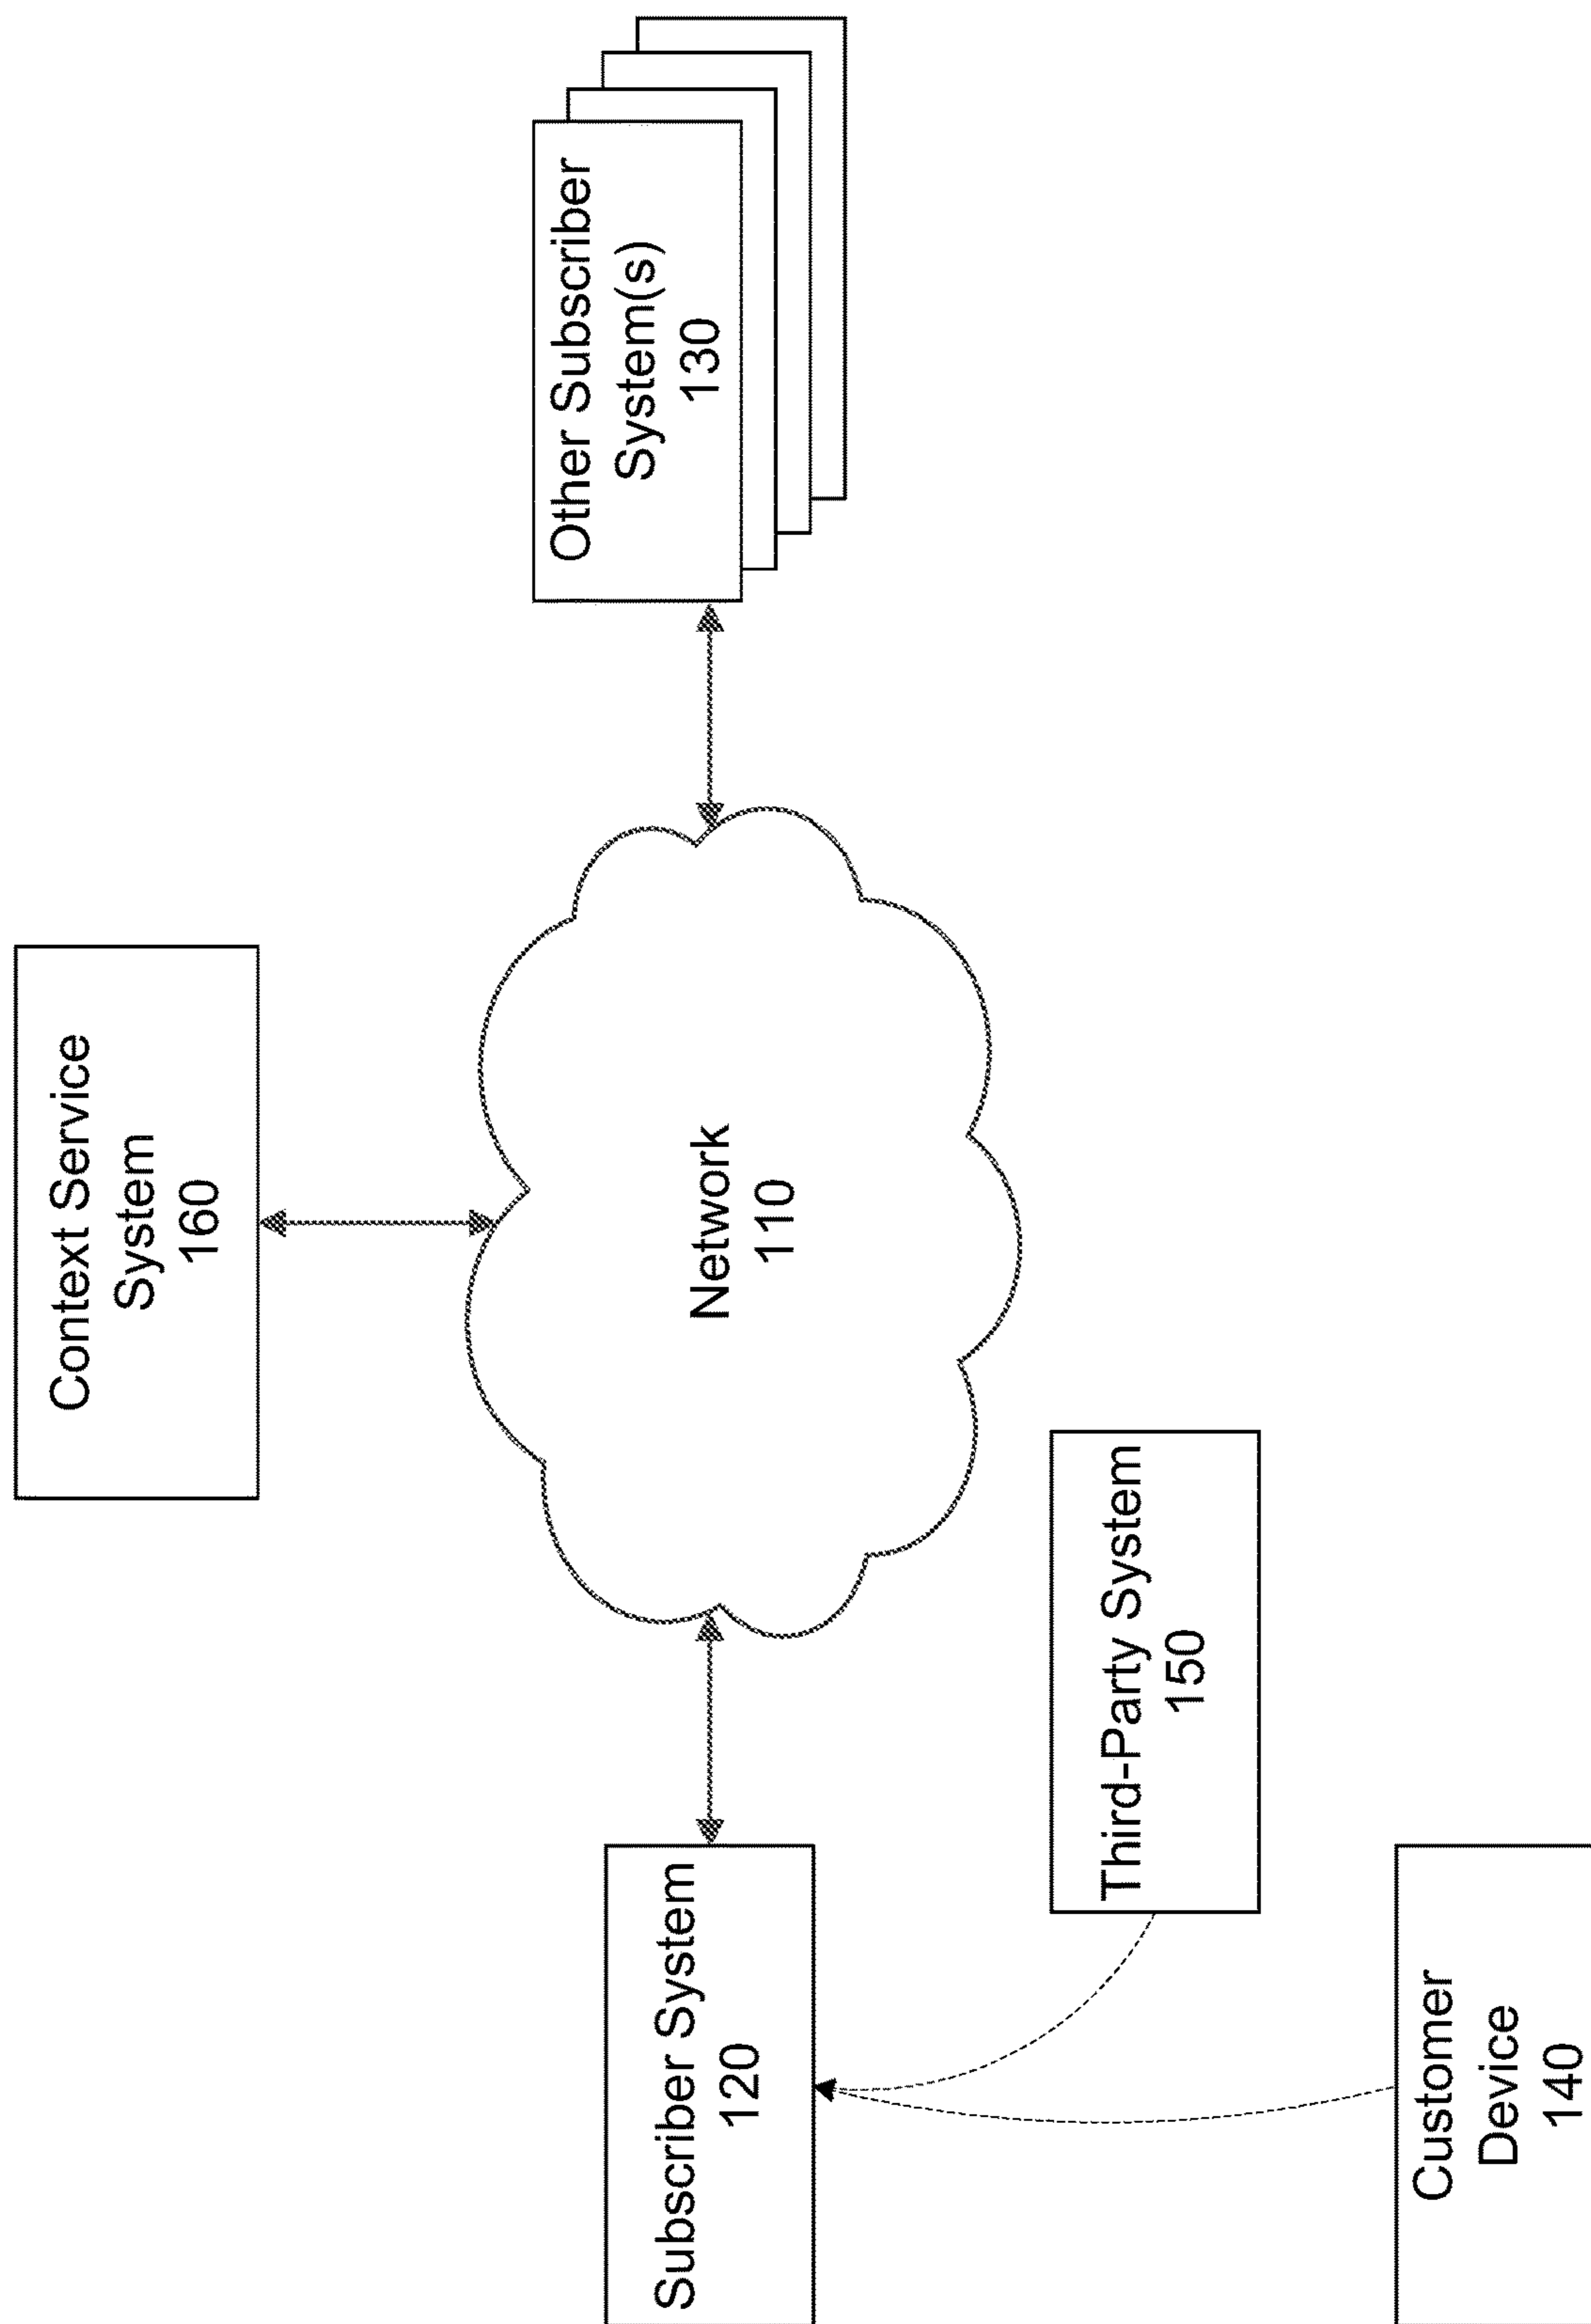 Context Service
System
160
Other Subscriber
System(s)
130
Network
110
Subscriber System
120
Third-Party System
150
Customer
Device
140